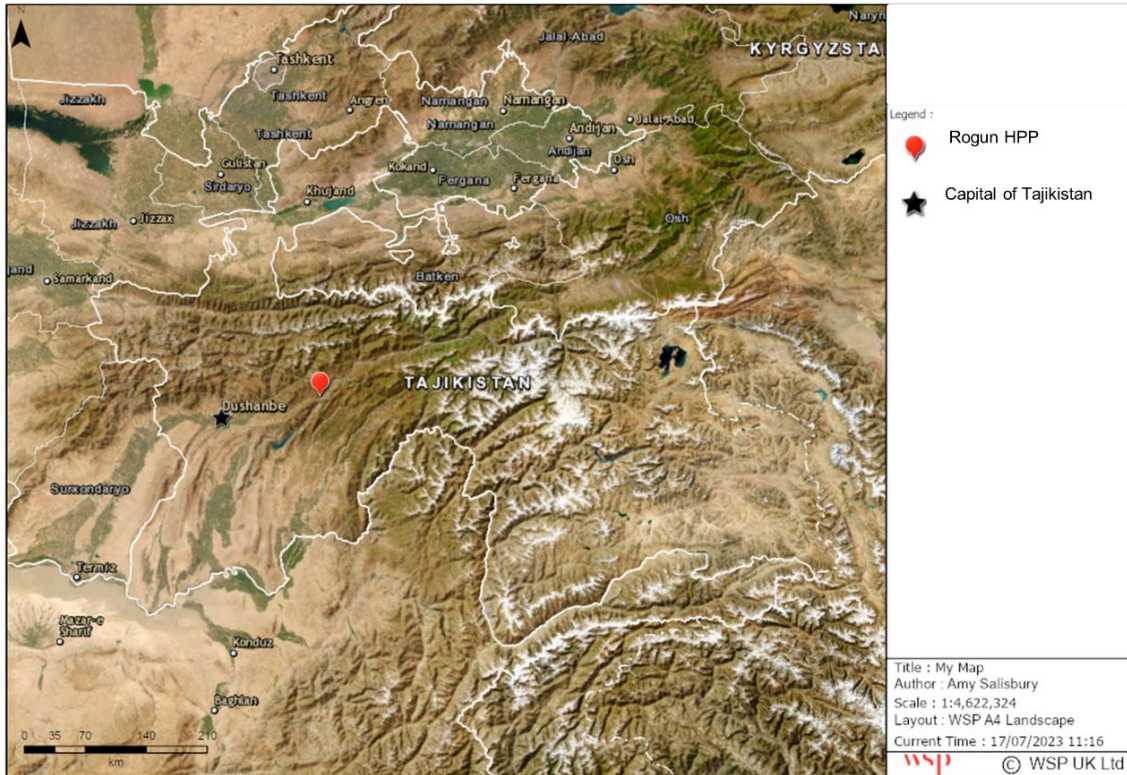 N
Naryn
Jalal-Abad
KYRGYZSTA
Tashkent
Jizzakh
Tashkent
Angren
Namangan
Namangan
Namangan
Tashkent
Andijan
Jalal-Abad
Andijan
Gulistan
Kokand
Osh
Sirdaryo
Fergana
Fergana
Khujand
Jizzax
Jizzakh
Osh
gand
Samarkand
Batken
TAJIKISTAN
Dushanbe
Surxondaryo
Termiz
Mazar-e
Sharif
Konduz
Baghlan
0 35 70 140 210
km
Legend :
Rogun HPP
Capital of Tajikistan
Title : My Map
Author : Amy Salisbury
Scale : 1:4,622,324
Layout : WSP A4 Landscape
Current Time : 17/07/2023 11:16
wsp © WSP UK Ltd